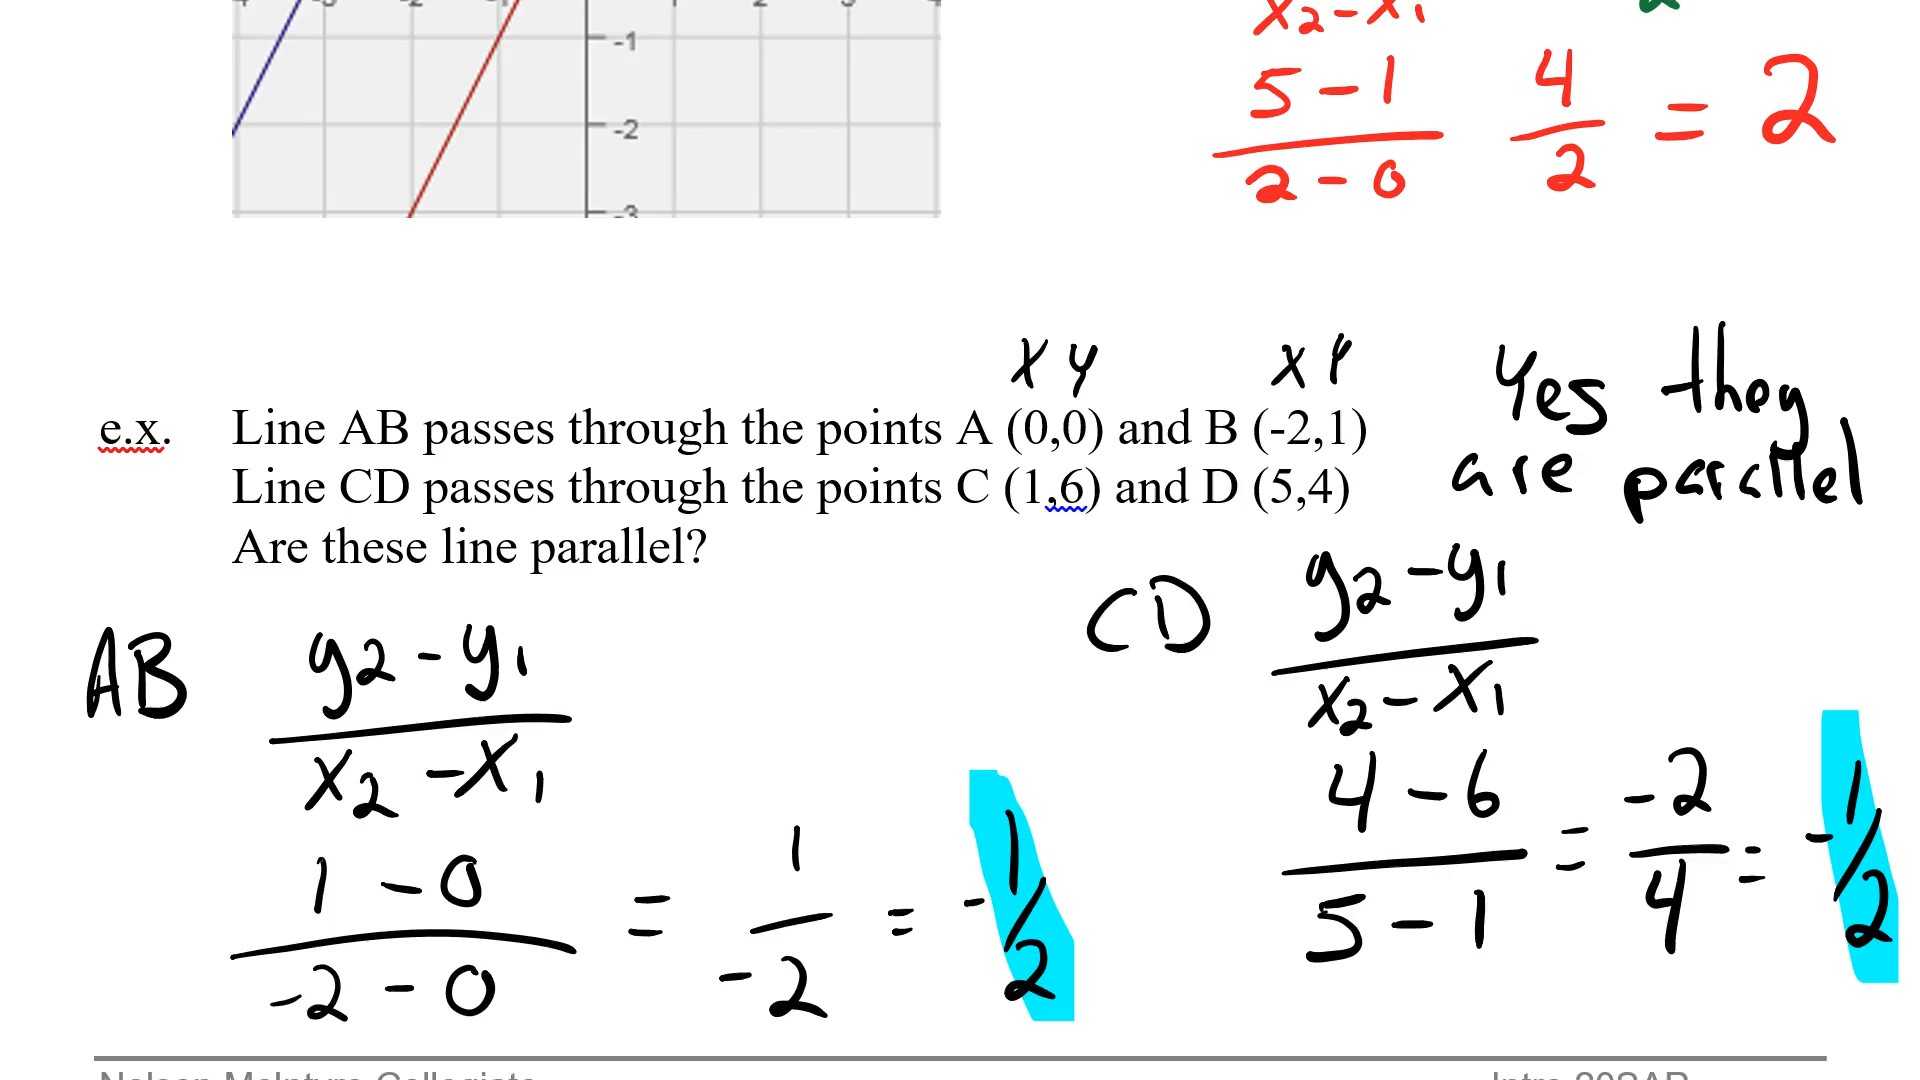 x2-x1
5-1
2-0
4
2
= 2
-1
-2
-3
X Y X Y
e.x. Line AB passes through the points A (0,0) and B (-2,1)
Line CD passes through the points C (1,6) and D (5,4)
Are these line parallel?
Yes they
are parallel
AB
y2-y1
x2-x1
1-0
-2-0
=
1
-2
= -1/2
CD
y2-y1
x2-x1
4-6
5-1
=
-2
4
= -1/2